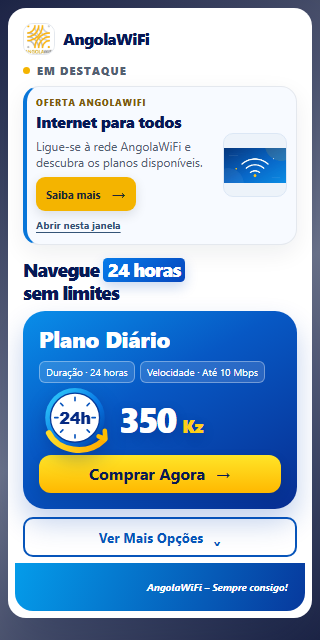 AngolaWiFi
EM DESTAQUE
OFERTA ANGOLAWIFI
Internet para todos
Ligue-se à rede AngolaWiFi e
descubra os planos disponíveis.
Saiba mais →
Abrir nesta janela
Navegue 24 horas
sem limites
Plano Diário
Duração · 24 horas
Velocidade · Até 10 Mbps
24h
350 Kz
Comprar Agora →
Ver Mais Opções ⌄
AngolaWiFi – Sempre consigo!